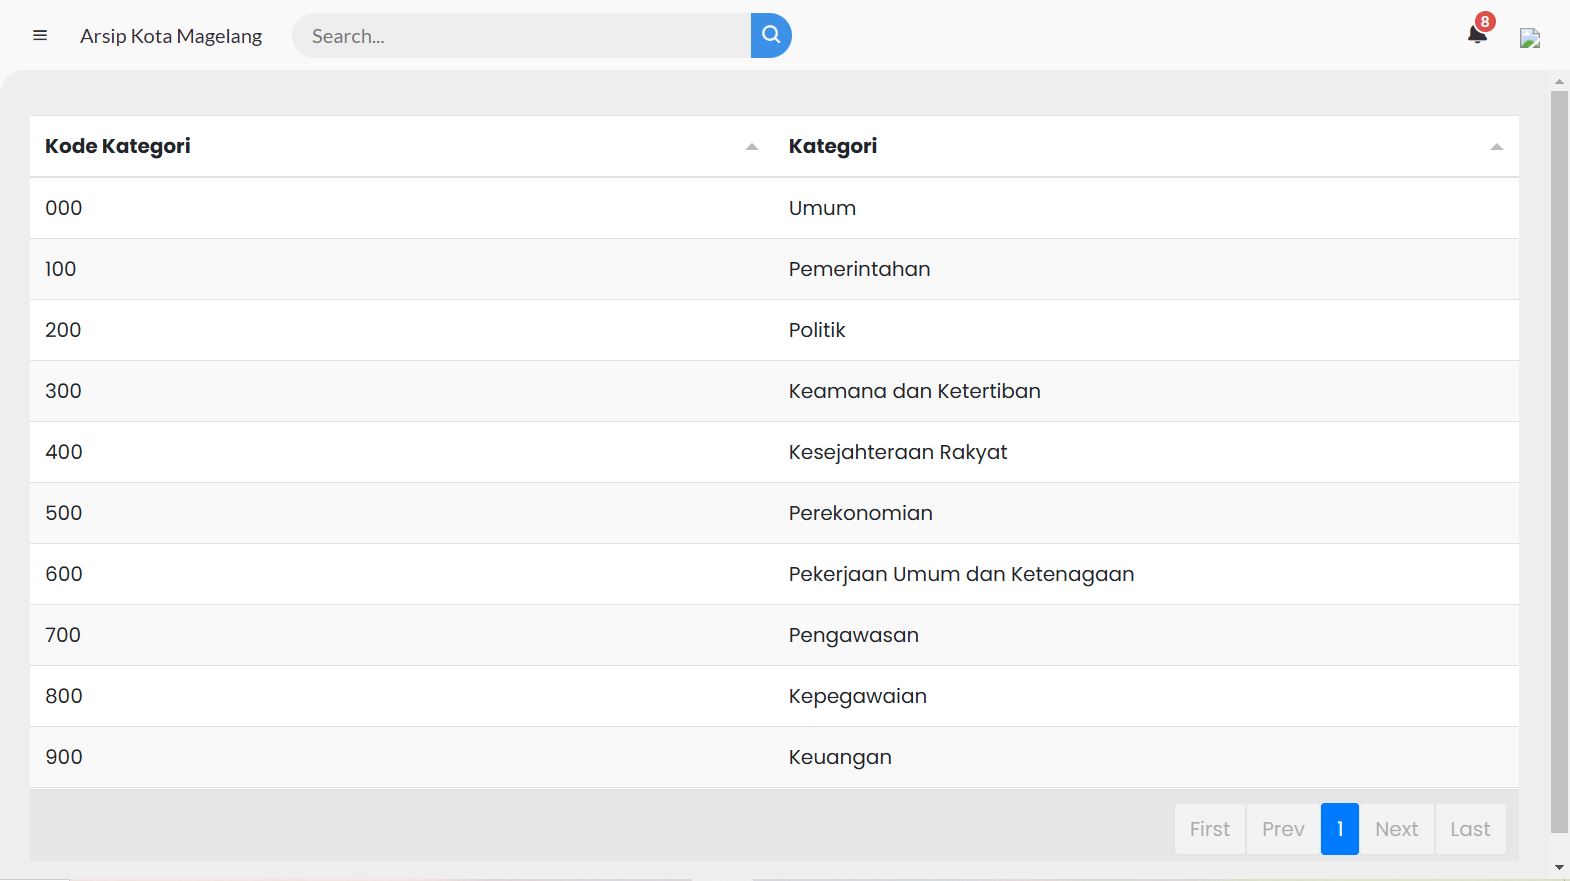 Arsip Kota Magelang Search... 8
Kode Kategori Kategori
000 Umum
100 Pemerintahan
200 Politik
300 Keamana dan Ketertiban
400 Kesejahteraan Rakyat
500 Perekonomian
600 Pekerjaan Umum dan Ketenagaan
700 Pengawasan
800 Kepegawaian
900 Keuangan
First Prev 1 Next Last